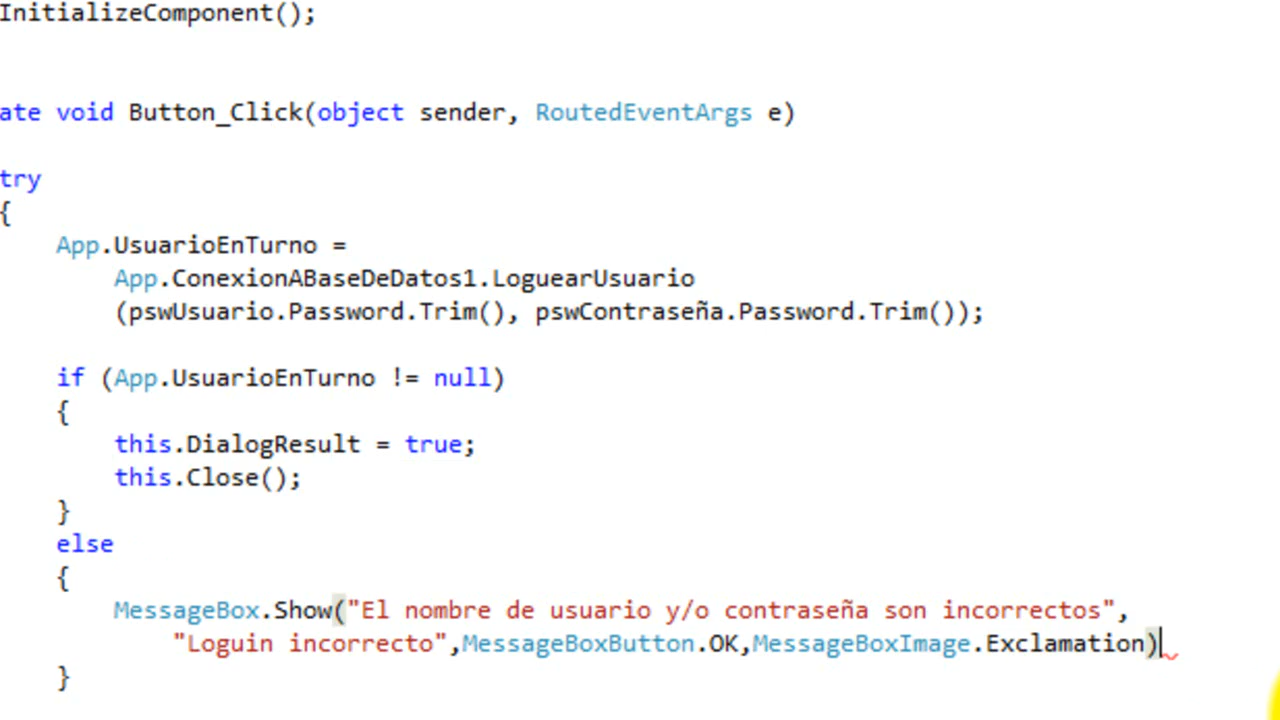 InitializeComponent();
ate void Button_Click(object sender, RoutedEventArgs e)
try
{
App.UsuarioEnTurno =
App.ConexionABaseDeDatos1.LoguearUsuario
(pswUsuario.Password.Trim(), pswContraseña.Password.Trim());
if (App.UsuarioEnTurno != null)
{
this.DialogResult = true;
this.Close();
}
else
{
MessageBox.Show("El nombre de usuario y/o contraseña son incorrectos",
"Loguin incorrecto",MessageBoxButton.OK,MessageBoxImage.Exclamation)
}